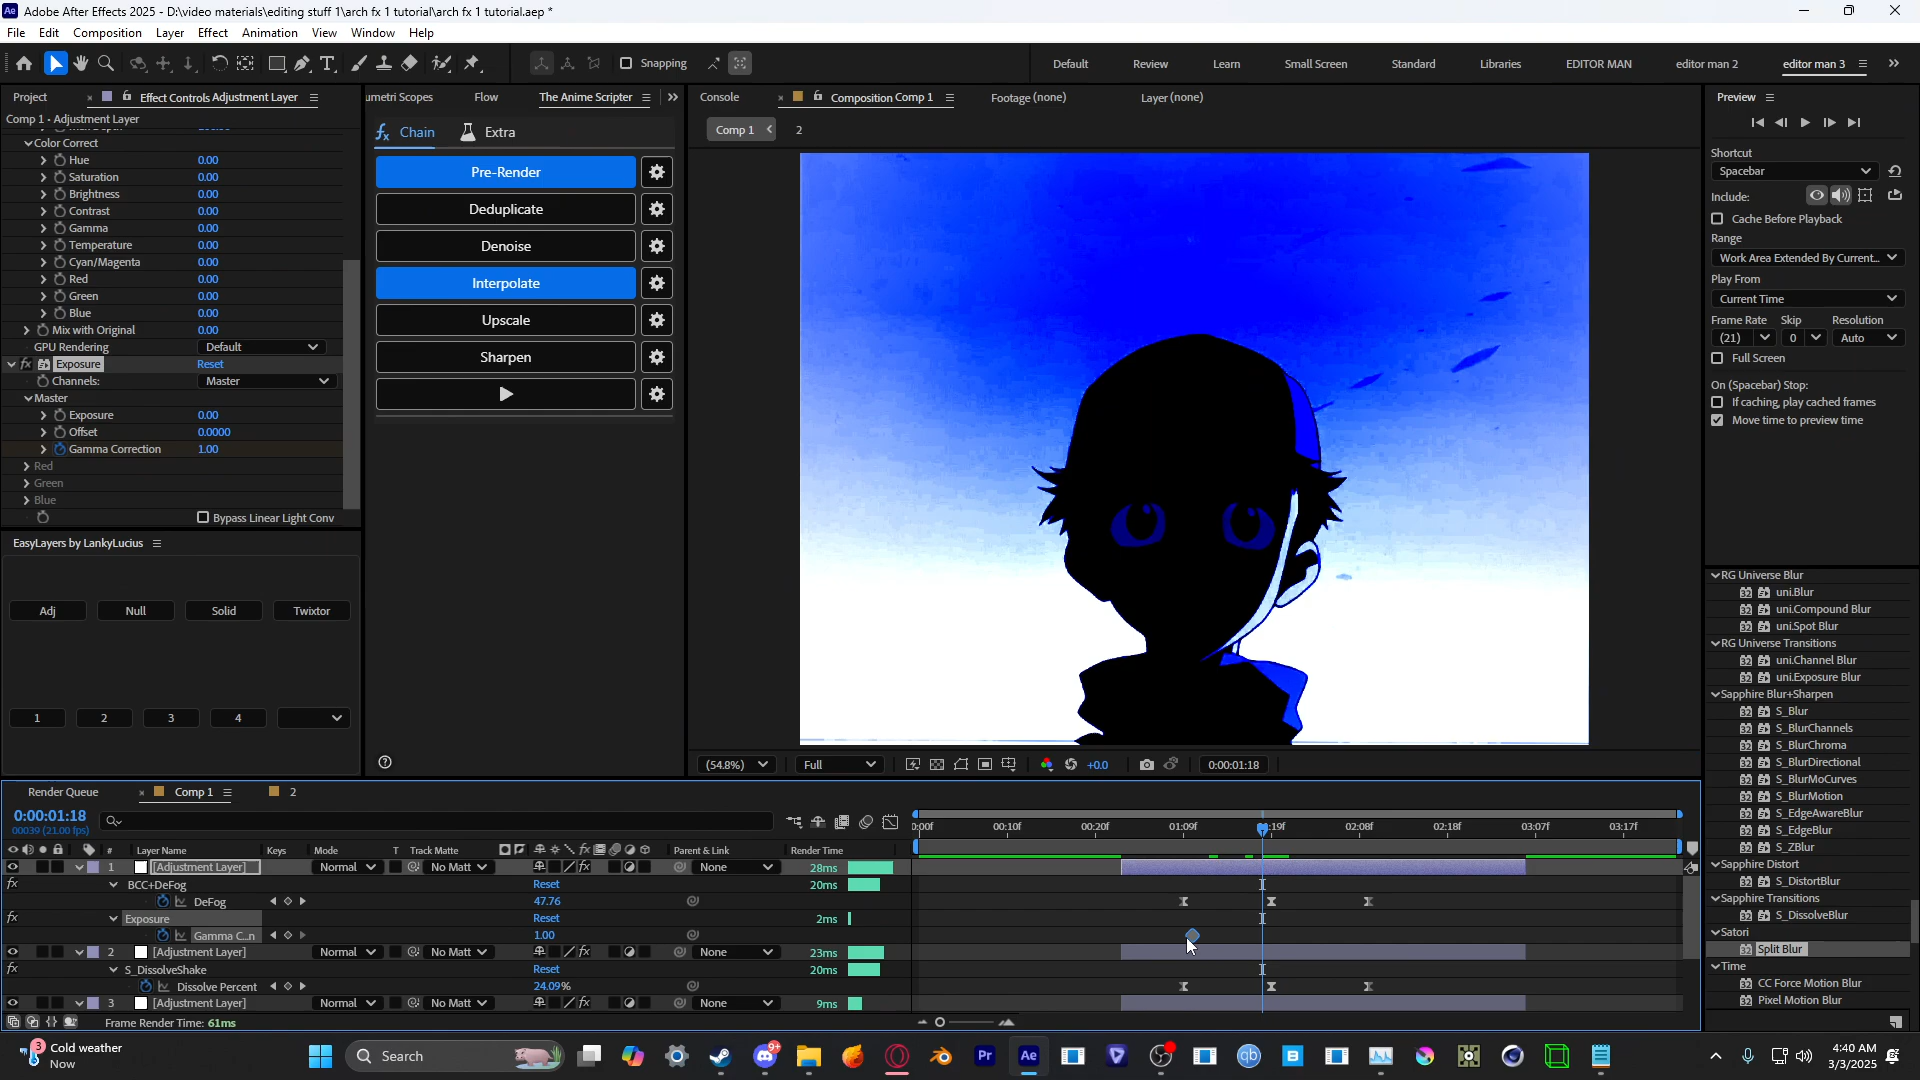 Adobe After Effects 2025 - D:\video materials\editing stuff 1\arch fx 1 tutorial\arch fx 1 tutorial.aep *
File Edit Composition Layer Effect Animation View Window Help
Snapping
Default Review Learn Small Screen Standard Libraries EDITOR MAN editor man 2 editor man 3
Project Effect Controls Adjustment Layer
Comp 1 • Adjustment Layer
Color Correct
Hue 0.00
Saturation 0.00
Brightness 0.00
Contrast 0.00
Gamma 0.00
Temperature 0.00
Cyan/Magenta 0.00
Red 0.00
Green 0.00
Blue 0.00
Mix with Original 0.00
GPU Rendering Default
fx Exposure Reset
Channels: Master
Master
Exposure 0.00
Offset 0.0000
Gamma Correction 1.00
Red
Green
Blue
Bypass Linear Light Conv
EasyLayers by LankyLucius
Adj Null Solid Twixtor
1 2 3 4
umetri Scopes Flow The Anime Scripter
fx Chain Extra
Pre-Render
Deduplicate
Denoise
Interpolate
Upscale
Sharpen
Console Composition Comp 1 Footage (none) Layer (none)
Comp 1 2
(54.8%) Full +0.0 0:00:01:18
Preview
Shortcut
Spacebar
Include:
Cache Before Playback
Range
Work Area Extended By Current...
Play From
Current Time
Frame Rate Skip Resolution
(21) 0 Auto
Full Screen
On (Spacebar) Stop:
If caching, play cached frames
Move time to preview time
RG Universe Blur
uni.Blur
uni.Compound Blur
uni.Spot Blur
RG Universe Transitions
uni.Channel Blur
uni.Exposure Blur
Sapphire Blur+Sharpen
S_Blur
S_BlurChannels
S_BlurChroma
S_BlurDirectional
S_BlurMoCurves
S_BlurMotion
S_EdgeAwareBlur
S_EdgeBlur
S_ZBlur
Sapphire Distort
S_DistortBlur
Sapphire Transitions
S_DissolveBlur
Satori
Split Blur
Time
CC Force Motion Blur
Pixel Motion Blur
Render Queue Comp 1 2
0:00:01:18
00039 (21.00 fps)
:00f 00:10f 00:20f 01:09f :19f 02:08f 02:18f 03:07f 03:17f
# Layer Name Keys Mode T Track Matte Parent & Link Render Time
1 [Adjustment Layer] Normal No Matt None 28ms
fx BCC+DeFog Reset 20ms
DeFog 47.76
fx Exposure Reset 2ms
Gamma C...n 1.00
2 [Adjustment Layer] Normal No Matt None 23ms
fx S_DissolveShake Reset 20ms
Dissolve Percent 24.09%
3 [Adjustment Layer] Normal No Matt None 9ms
Frame Render Time: 61ms
3 Cold weather
Now
Search
9+
Pr
Ae
qb
4:40 AM
3/3/2025